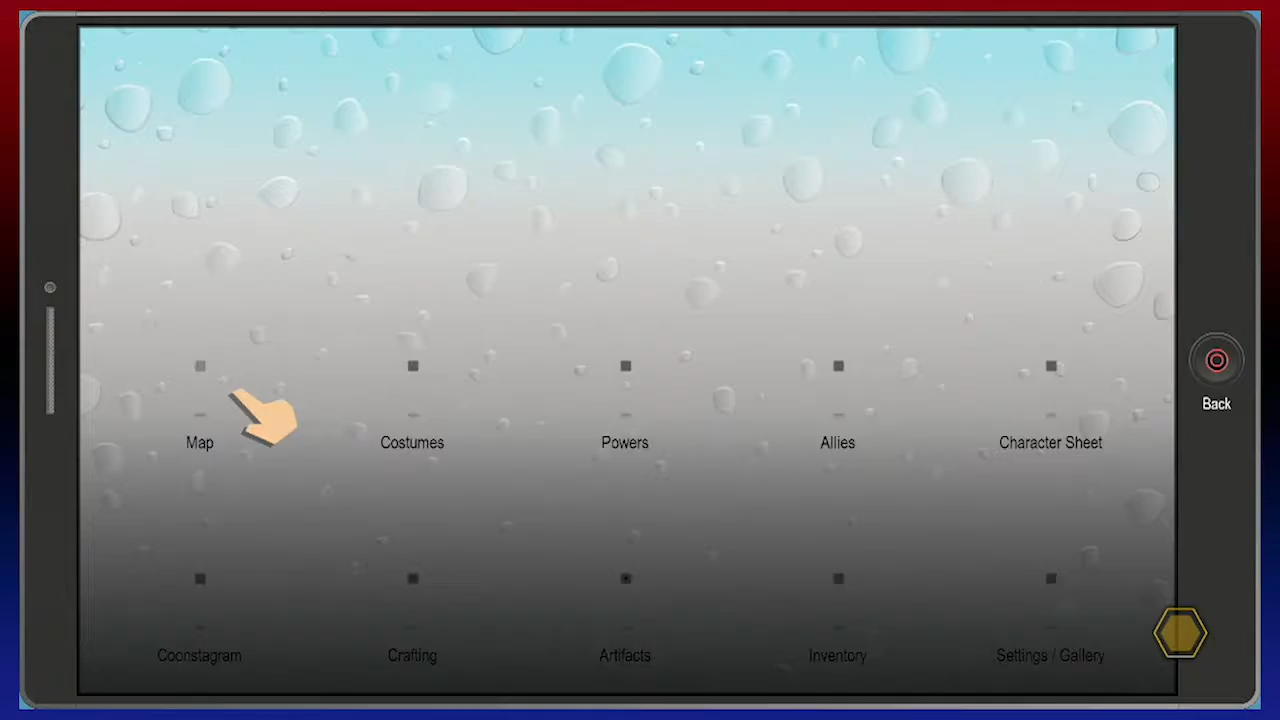 Map
Costumes
Powers
Allies
Character Sheet
Back
Coonstagram
Crafting
Artifacts
Inventory
Settings / Gallery